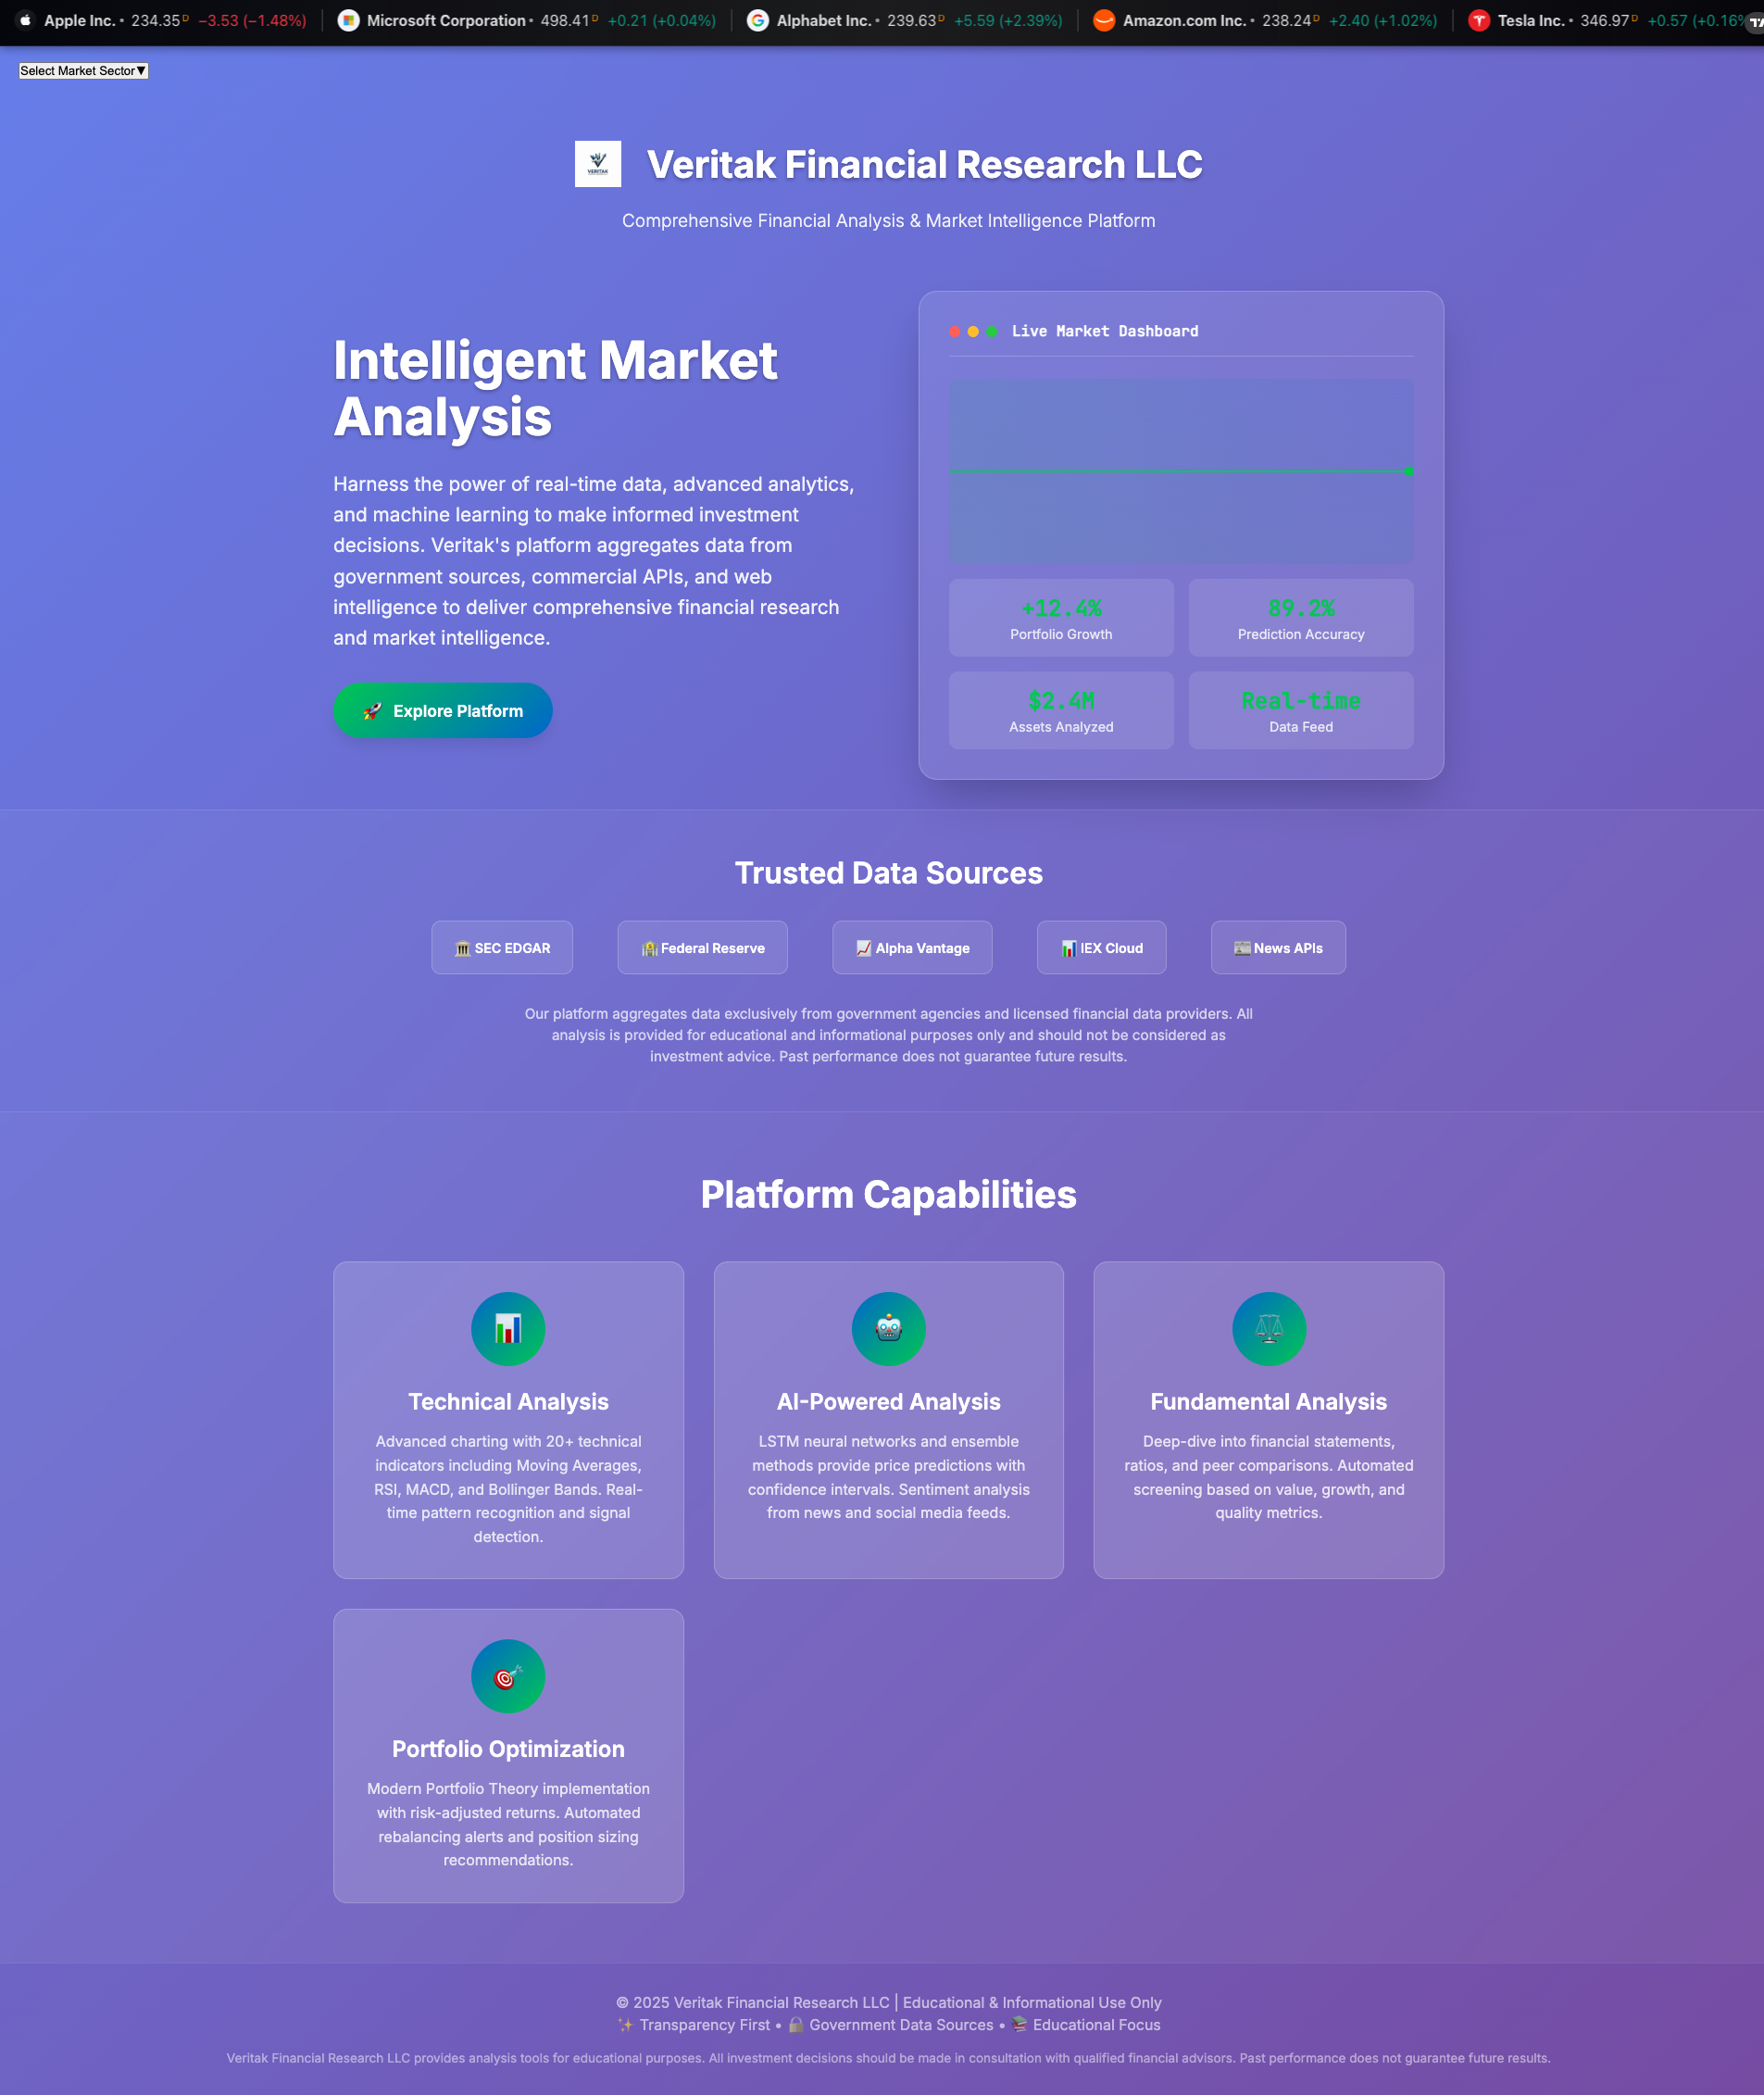 Apple Inc. • 234.35 D −3.53 (−1.48%)
Microsoft Corporation • 498.41 D +0.21 (+0.04%)
Alphabet Inc. • 239.63 D +5.59 (+2.39%)
Amazon.com Inc. • 238.24 D +2.40 (+1.02%)
Tesla Inc. • 346.97 D +0.57 (+0.16%
Select Market Sector▼
VERITAK
Veritak Financial Research LLC
Comprehensive Financial Analysis & Market Intelligence Platform
Intelligent Market
Analysis
Harness the power of real-time data, advanced analytics,
and machine learning to make informed investment
decisions. Veritak's platform aggregates data from
government sources, commercial APIs, and web
intelligence to deliver comprehensive financial research
and market intelligence.
🚀 Explore Platform
Live Market Dashboard
+12.4%
Portfolio Growth
89.2%
Prediction Accuracy
$2.4M
Assets Analyzed
Real-time
Data Feed
Trusted Data Sources
🏛️ SEC EDGAR
🏦 Federal Reserve
📈 Alpha Vantage
📊 IEX Cloud
📰 News APIs
Our platform aggregates data exclusively from government agencies and licensed financial data providers. All
analysis is provided for educational and informational purposes only and should not be considered as
investment advice. Past performance does not guarantee future results.
Platform Capabilities
Technical Analysis
Advanced charting with 20+ technical
indicators including Moving Averages,
RSI, MACD, and Bollinger Bands. Real-
time pattern recognition and signal
detection.
AI-Powered Analysis
LSTM neural networks and ensemble
methods provide price predictions with
confidence intervals. Sentiment analysis
from news and social media feeds.
Fundamental Analysis
Deep-dive into financial statements,
ratios, and peer comparisons. Automated
screening based on value, growth, and
quality metrics.
Portfolio Optimization
Modern Portfolio Theory implementation
with risk-adjusted returns. Automated
rebalancing alerts and position sizing
recommendations.
© 2025 Veritak Financial Research LLC | Educational & Informational Use Only
✨ Transparency First • 🔒 Government Data Sources • 📚 Educational Focus
Veritak Financial Research LLC provides analysis tools for educational purposes. All investment decisions should be made in consultation with qualified financial advisors. Past performance does not guarantee future results.